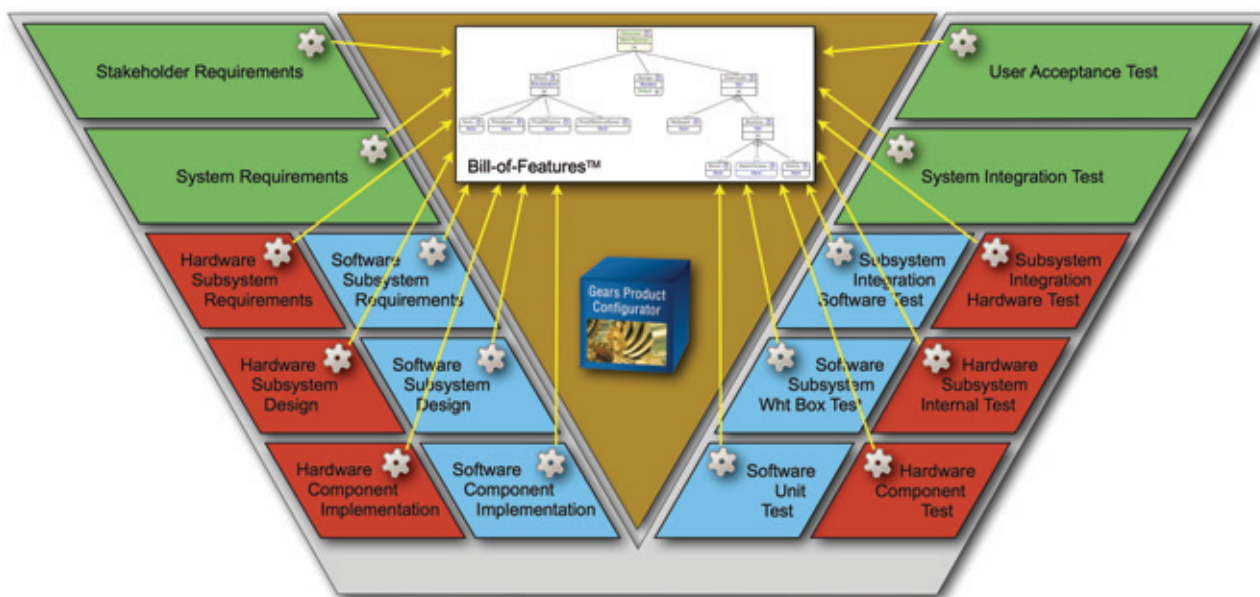 Stakeholder Requirements
System Requirements
Hardware
Subsystem
Requirements
Software
Subsystem
Requirements
Hardware
Subsystem
Design
Software
Subsystem
Design
Hardware
Component
Implementation
Software
Component
Implementation
Bill-of-Features™
Gears Product
Configurator
User Acceptance Test
System Integration Test
Subsystem
Integration
Software Test
Subsystem
Integration
Hardware Test
Software
Subsystem
Wht Box Test
Hardware
Subsystem
Internal Test
Software
Unit
Test
Hardware
Component
Test